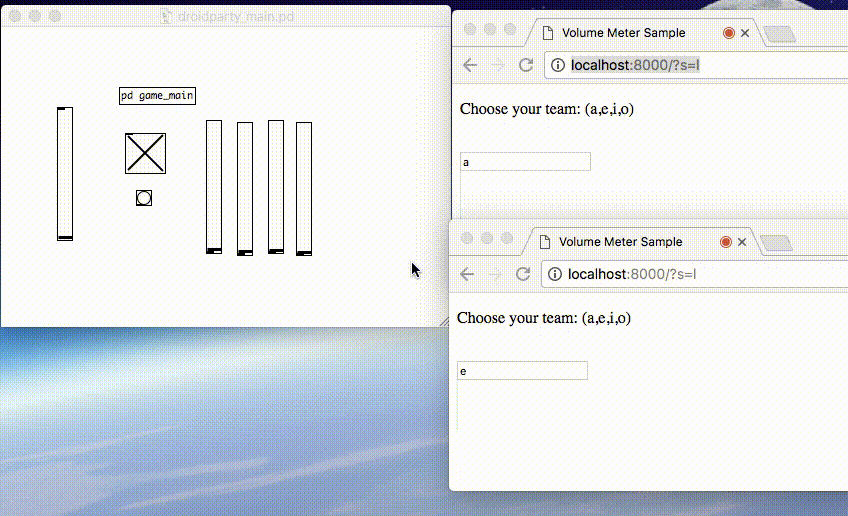 droidparty_main.pd
pd game_main
Volume Meter Sample
localhost:8000/?s=l
Choose your team: (a,e,i,o)
a
Volume Meter Sample
localhost:8000/?s=l
Choose your team: (a,e,i,o)
e